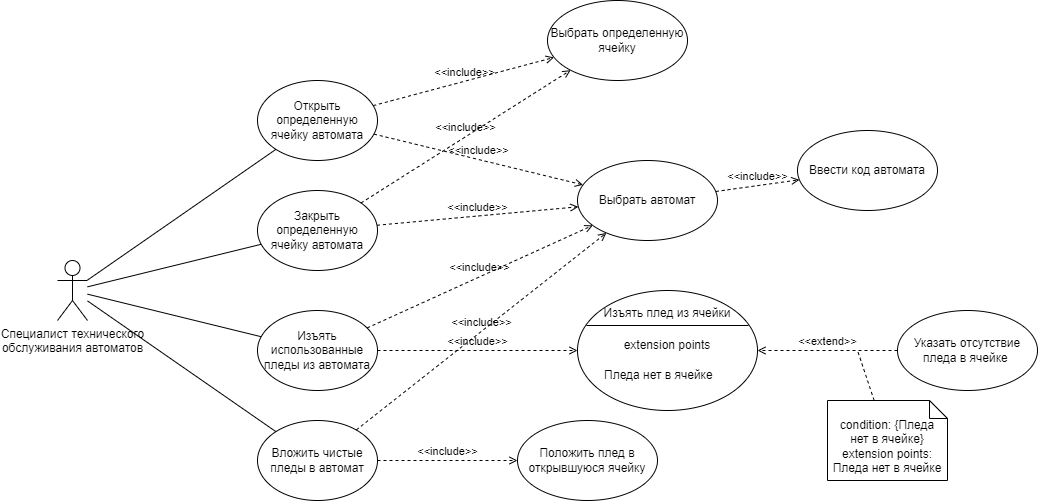 Выбрать определенную
ячейку
<<include>>
Открыть
определенную
ячейку автомата
<<include>>
<<include>>
Ввести код автомата
<<include>>
Выбрать автомат
<<include>>
Закрыть
определенную
ячейку автомата
<<include>>
Специалист технического
обслуживания автоматов
Изъять
использованные
пледы из автомата
<<include>>
<<include>>
Изъять плед из ячейки
extension points
Пледа нет в ячейке
<<extend>>
Указать отсутствие
пледа в ячейке
condition: {Пледа
нет в ячейке}
extension points:
Пледа нет в ячейке
Вложить чистые
пледы в автомат
<<include>>
Положить плед в
открывшуюся ячейку